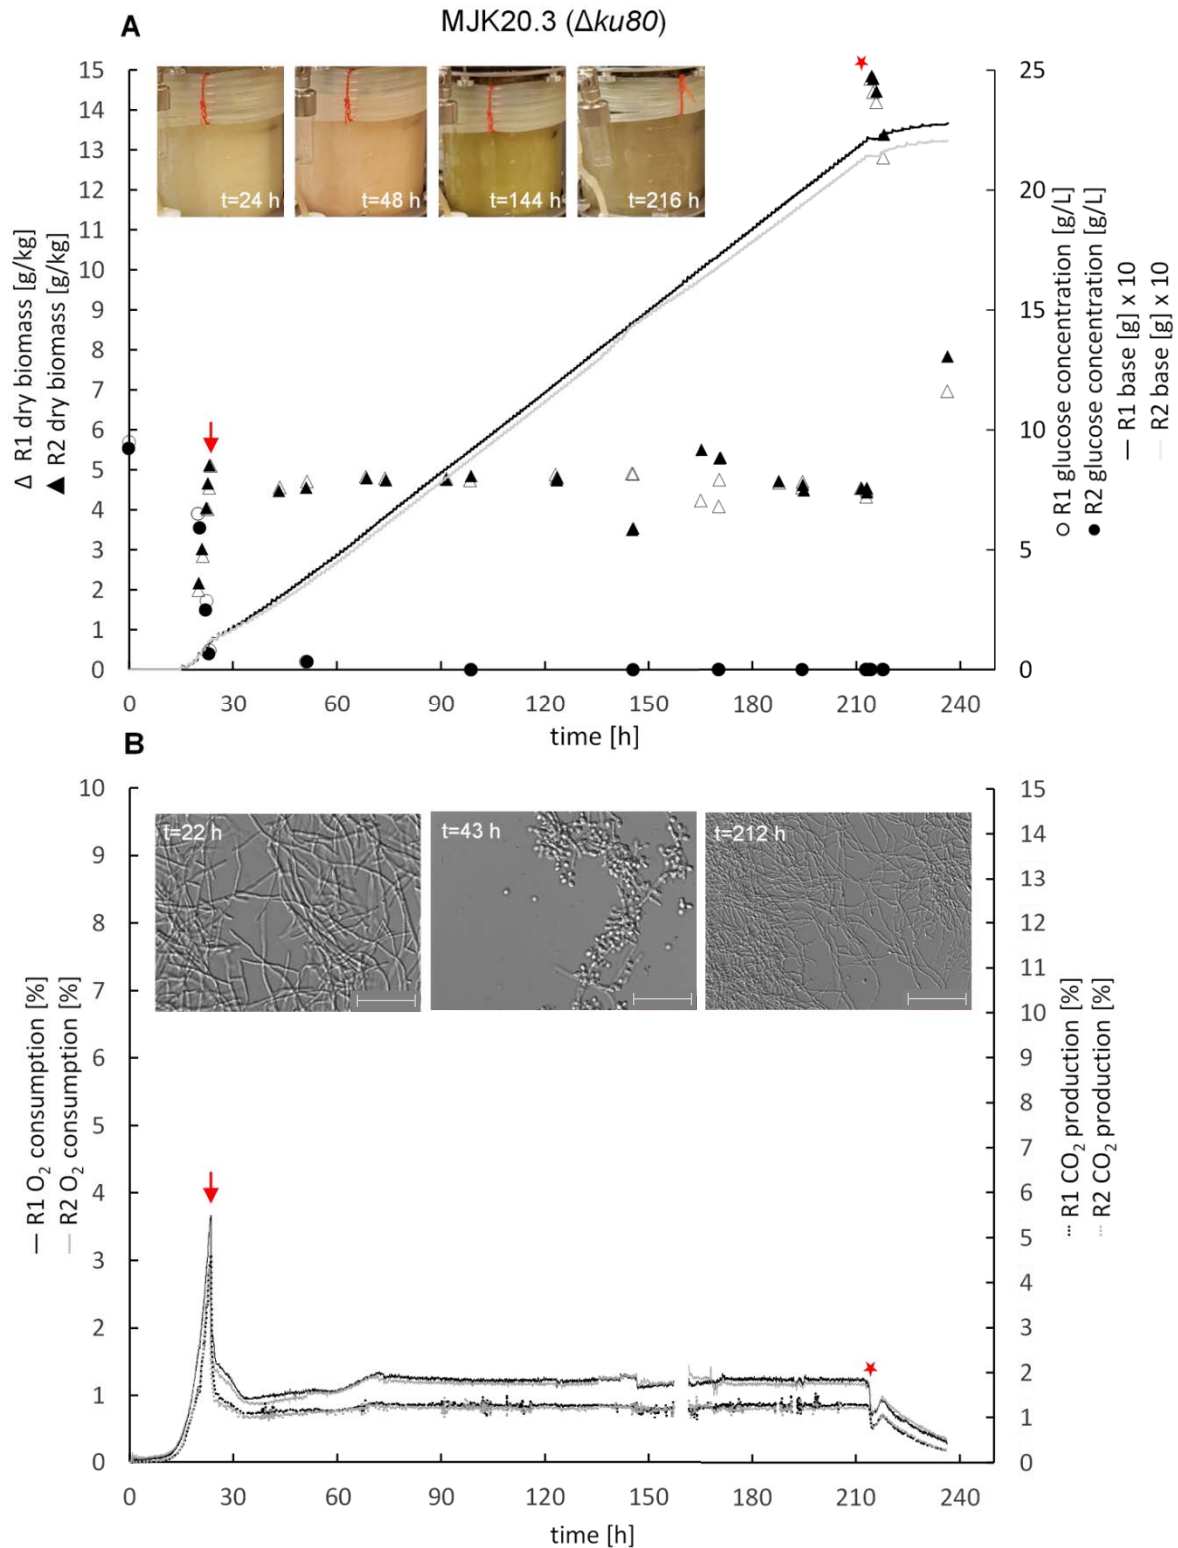 A
MJK20.3 (Δku80)
15
14
13
12
11
10
9
8
7
6
5
4
3
2
1
0
25
20
15
10
5
0
t=24 h
t=48 h
t=144 h
t=216 h
Δ R1 dry biomass [g/kg]
▲ R2 dry biomass [g/kg]
○ R1 glucose concentration [g/L]
● R2 glucose concentration [g/L]
— R1 base [g] x 10
— R2 base [g] x 10
0 30 60 90 120 150 180 210 240
time [h]
B
10
9
8
7
6
5
4
3
2
1
0
15
14
13
12
11
10
9
8
7
6
5
4
3
2
1
0
t=22 h
t=43 h
t=212 h
— R1 O₂ consumption [%]
— R2 O₂ consumption [%]
R1 CO₂ production [%]
R2 CO₂ production [%]
0 30 60 90 120 150 180 210 240
time [h]